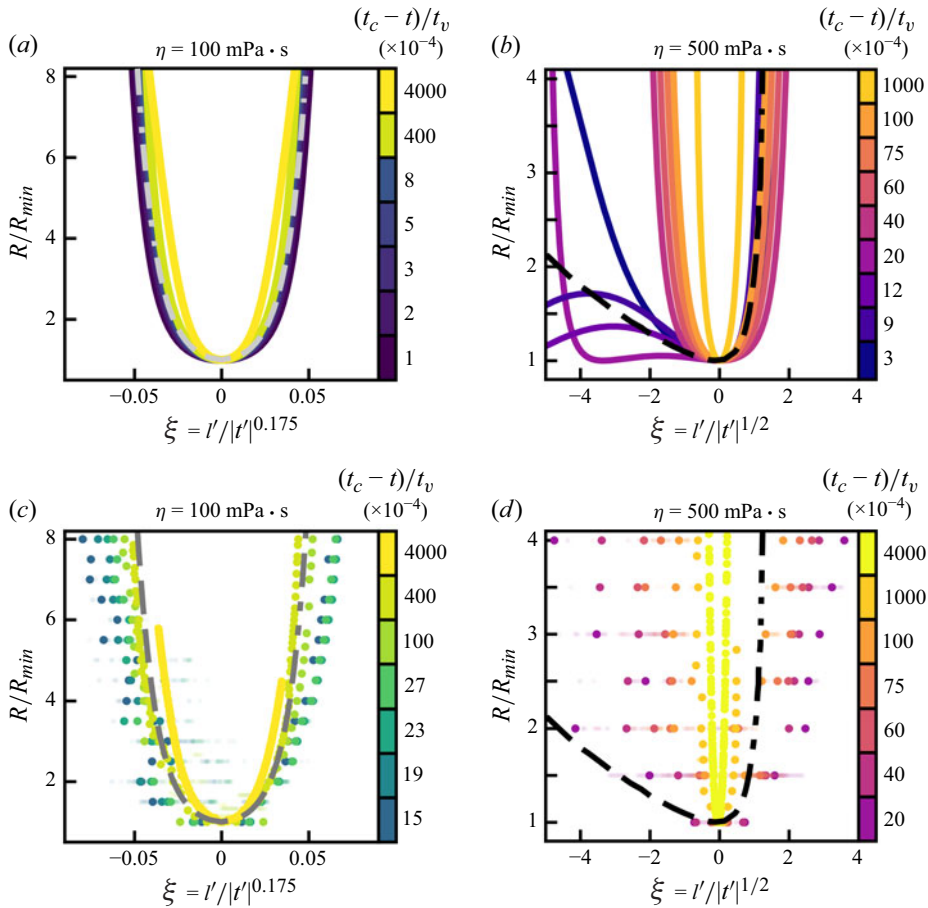 (t_c − t)/t_v (t_c − t)/t_v
(a) η = 100 mPa · s (×10⁻⁴) (b) η = 500 mPa · s (×10⁻⁴)
8
6
4
2
R/R_min
−0.05 0 0.05
ξ = l′/|t′|^0.175
4000
400
8
5
3
2
1
4
3
2
1
R/R_min
−4 −2 0 2 4
ξ = l′/|t′|^1/2
1000
100
75
60
40
20
12
9
3
(t_c − t)/t_v (t_c − t)/t_v
(c) η = 100 mPa · s (×10⁻⁴) (d) η = 500 mPa · s (×10⁻⁴)
8
6
4
2
R/R_min
−0.05 0 0.05
ξ = l′/|t′|^0.175
4000
400
100
27
23
19
15
4
3
2
1
R/R_min
−4 −2 0 2 4
ξ = l′/|t′|^1/2
4000
1000
100
75
60
40
20